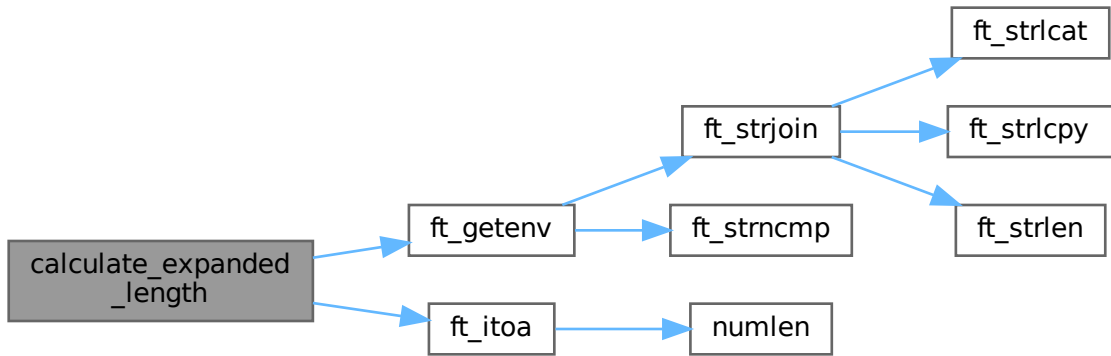 calculate_expanded
_length
ft_getenv
ft_itoa
ft_strjoin
ft_strncmp
numlen
ft_strlcat
ft_strlcpy
ft_strlen